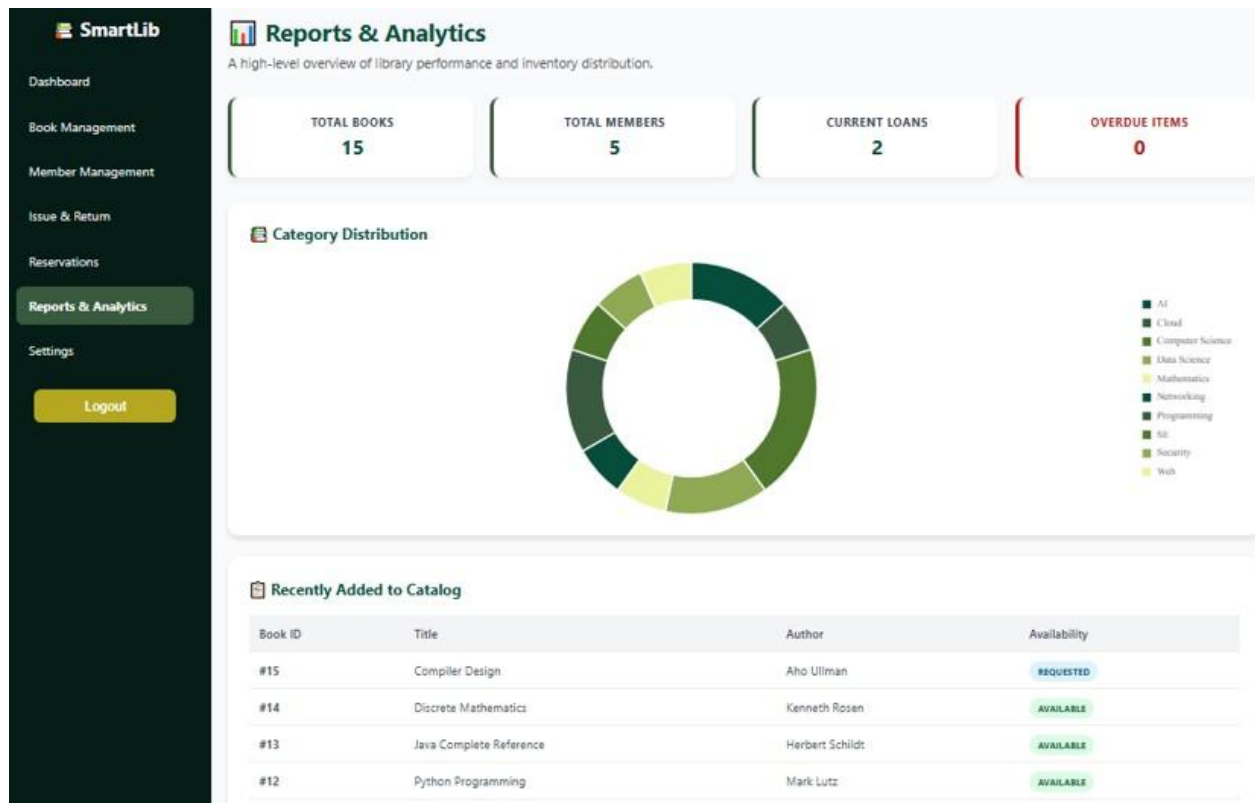 SmartLib
Dashboard
Book Management
Member Management
Issue & Return
Reservations
Reports & Analytics
Settings
Logout
Reports & Analytics
A high-level overview of library performance and inventory distribution.
TOTAL BOOKS
15
TOTAL MEMBERS
5
CURRENT LOANS
2
OVERDUE ITEMS
0
Category Distribution
AI
Cloud
Computer Science
Data Science
Mathematics
Networking
Programming
SE
Security
Web
Recently Added to Catalog
Book ID Title Author Availability
#15 Compiler Design Aho Ullman REQUESTED
#14 Discrete Mathematics Kenneth Rosen AVAILABLE
#13 Java Complete Reference Herbert Schildt AVAILABLE
#12 Python Programming Mark Lutz AVAILABLE